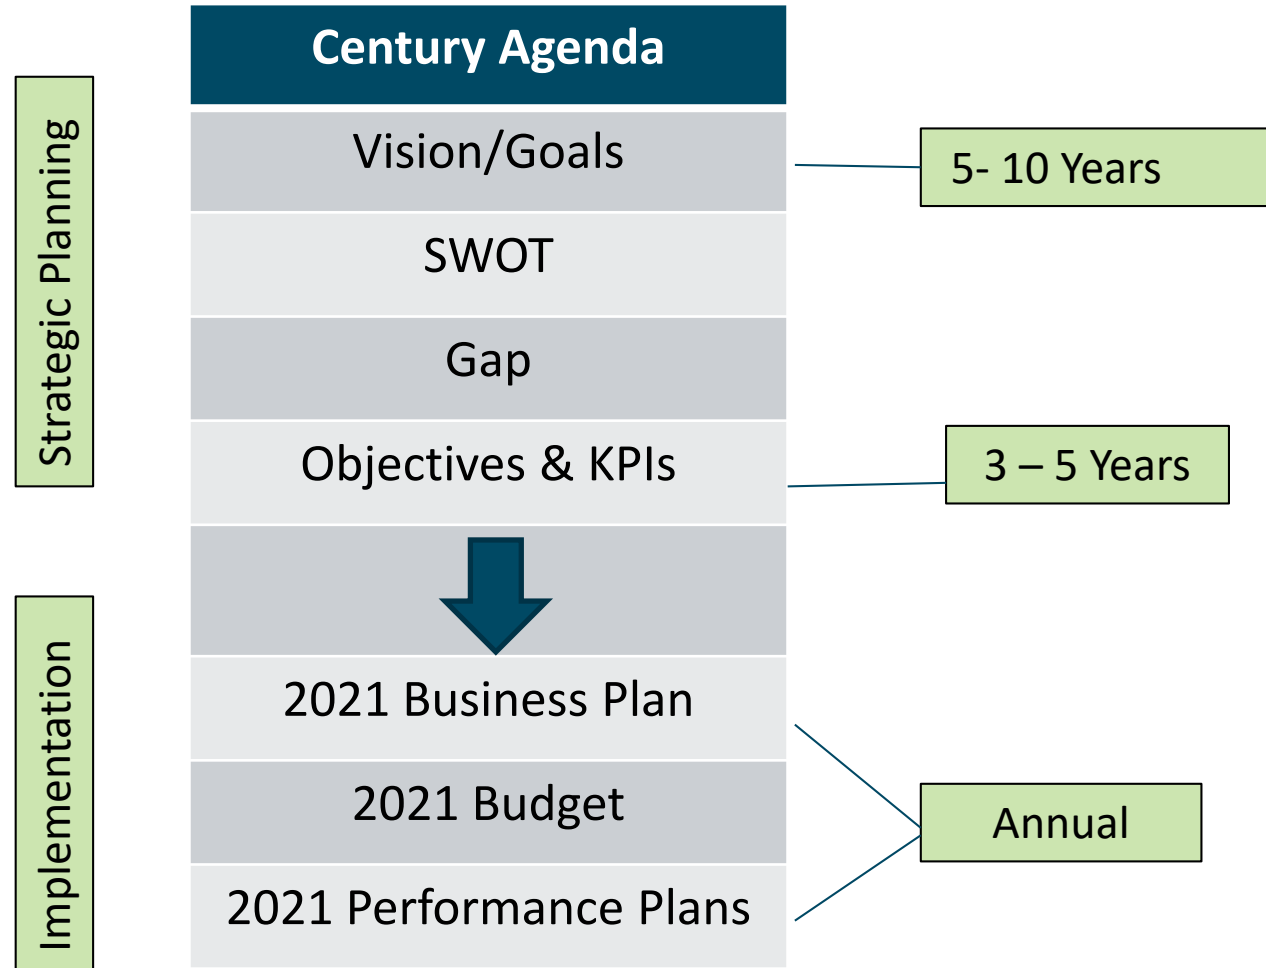 Century Agenda
Strategic Planning
Vision/Goals
5- 10 Years
SWOT
Gap
Objectives & KPIs
3 – 5 Years
Implementation
2021 Business Plan
2021 Budget
Annual
2021 Performance Plans